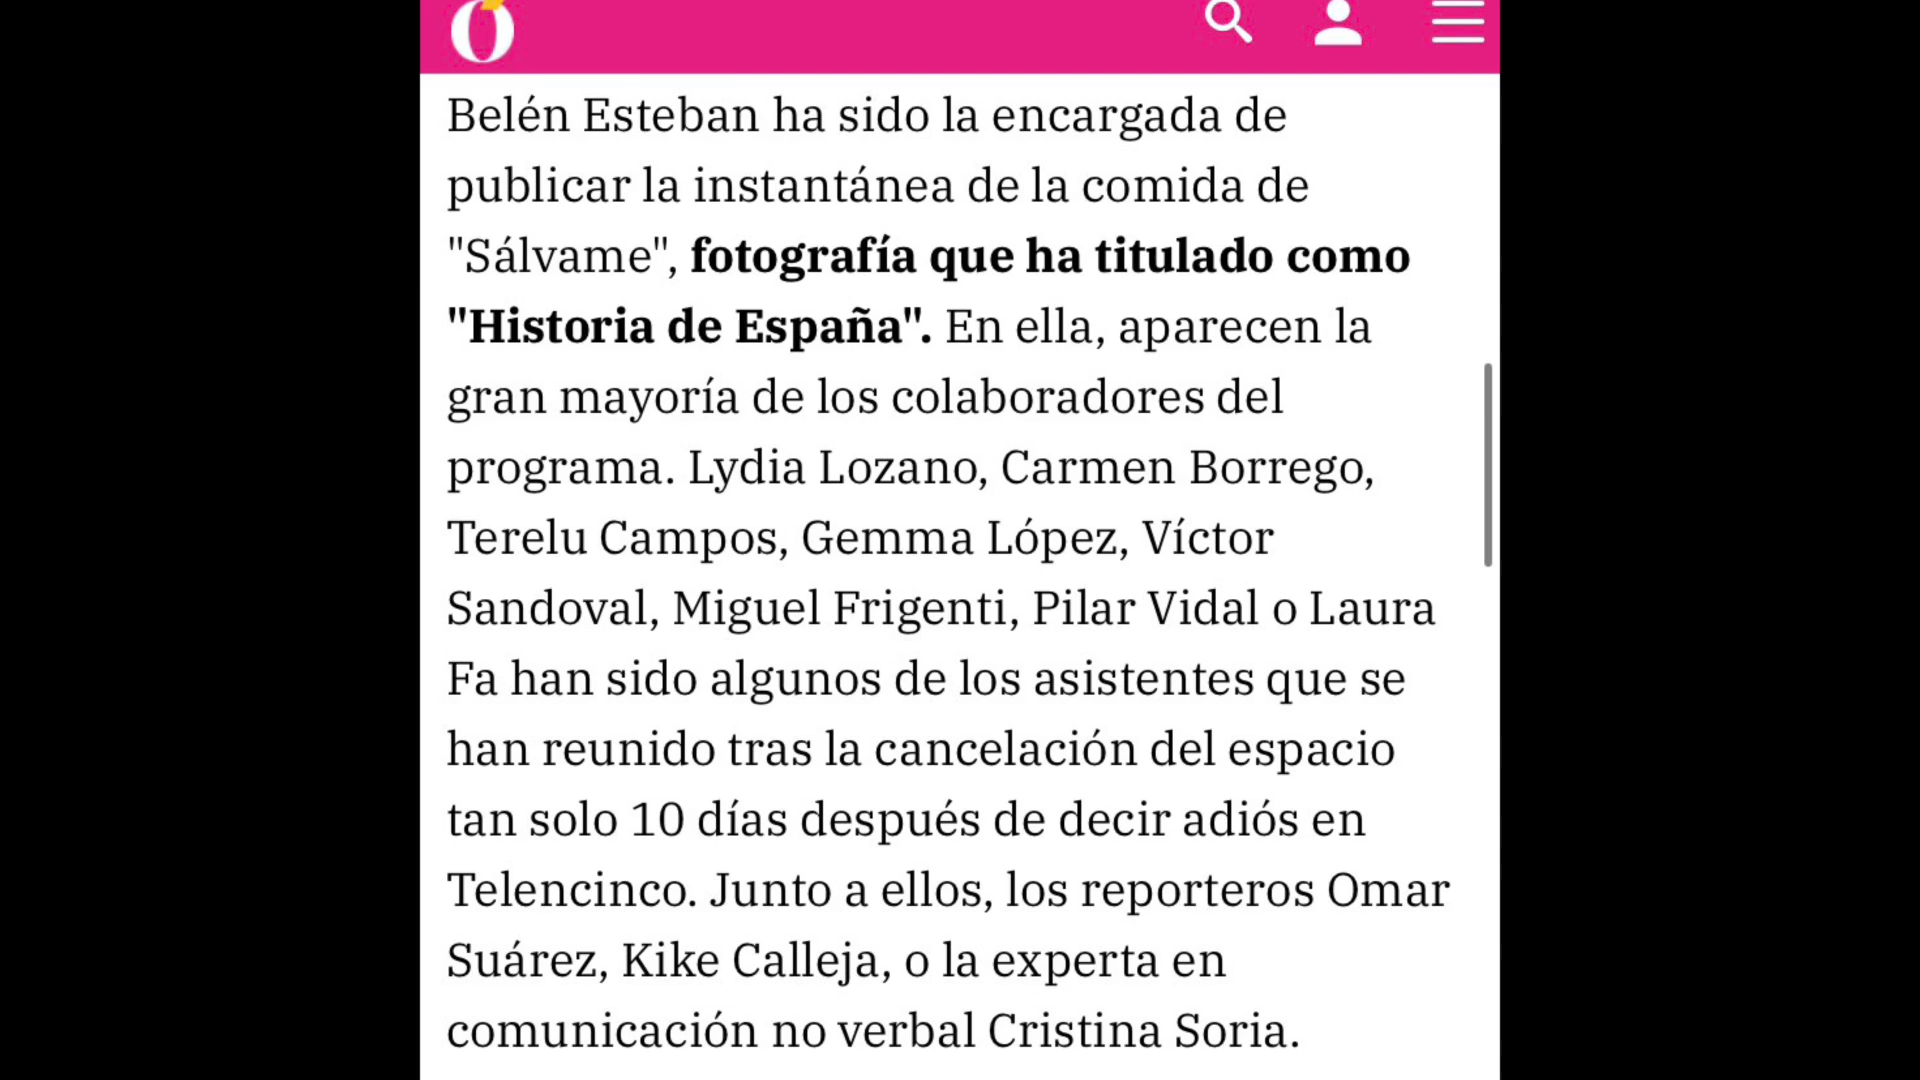 Ó
Belén Esteban ha sido la encargada de
publicar la instantánea de la comida de
"Sálvame", fotografía que ha titulado como
"Historia de España". En ella, aparecen la
gran mayoría de los colaboradores del
programa. Lydia Lozano, Carmen Borrego,
Terelu Campos, Gemma López, Víctor
Sandoval, Miguel Frigenti, Pilar Vidal o Laura
Fa han sido algunos de los asistentes que se
han reunido tras la cancelación del espacio
tan solo 10 días después de decir adiós en
Telencinco. Junto a ellos, los reporteros Omar
Suárez, Kike Calleja, o la experta en
comunicación no verbal Cristina Soria.